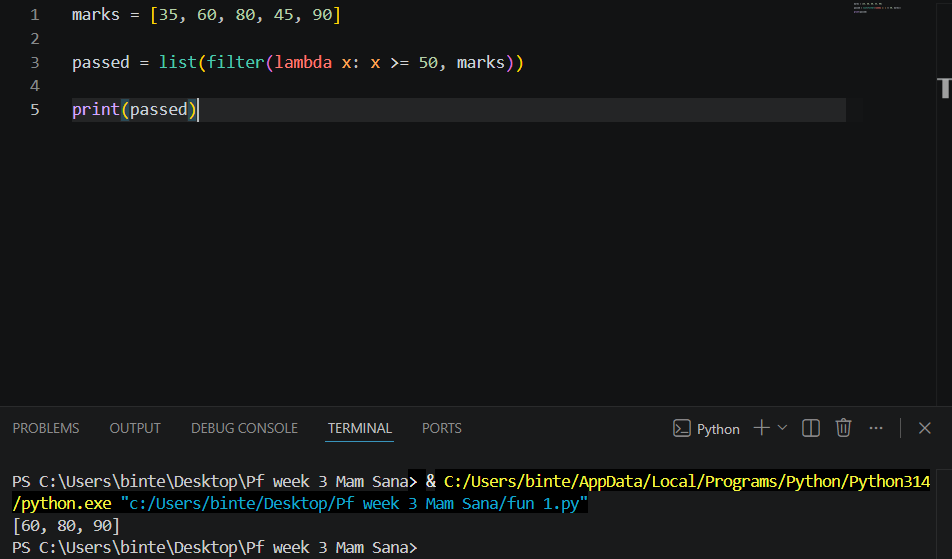 1 marks = [35, 60, 80, 45, 90]
2
3 passed = list(filter(lambda x: x >= 50, marks))
4
5 print(passed)
PROBLEMS OUTPUT DEBUG CONSOLE TERMINAL PORTS Python
PS C:\Users\binte\Desktop\Pf week 3 Mam Sana> & C:/Users/binte/AppData/Local/Programs/Python/Python314
/python.exe "c:/Users/binte/Desktop/Pf week 3 Mam Sana/fun 1.py"
[60, 80, 90]
PS C:\Users\binte\Desktop\Pf week 3 Mam Sana>